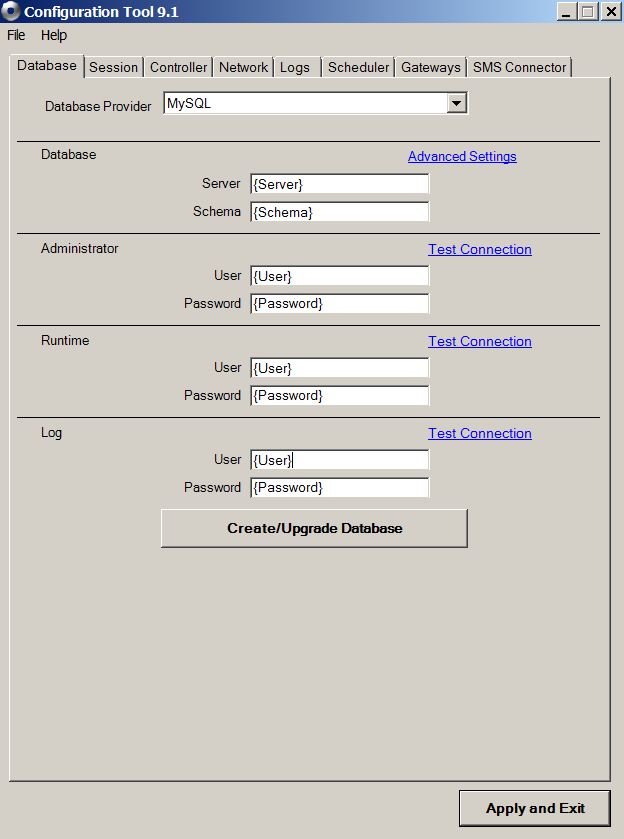 Configuration Tool 9.1
File Help
Database Session Controller Network Logs Scheduler Gateways SMS Connector
Database Provider MySQL
Database Advanced Settings
Server {Server}
Schema {Schema}
Administrator Test Connection
User {User}
Password {Password}
Runtime Test Connection
User {User}
Password {Password}
Log Test Connection
User {User}
Password {Password}
Create/Upgrade Database
Apply and Exit